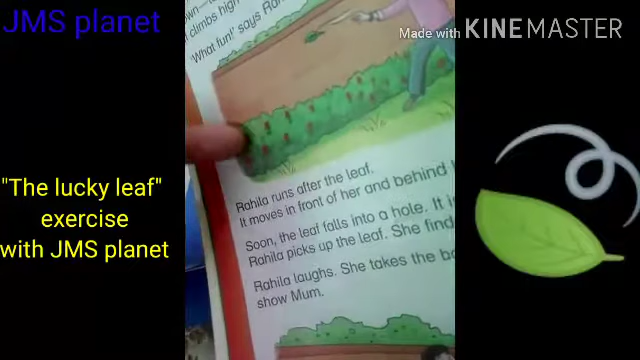 JMS planet
Made with KINEMASTER
"The lucky leaf"
exercise
with JMS planet
climbs high
'What fun!' says
Rahila runs after the leaf.
It moves in front of her and behind
Soon, the leaf falls into a hole. It
Rahila picks up the leaf. She
Rahila laughs. She takes the
show Mum.